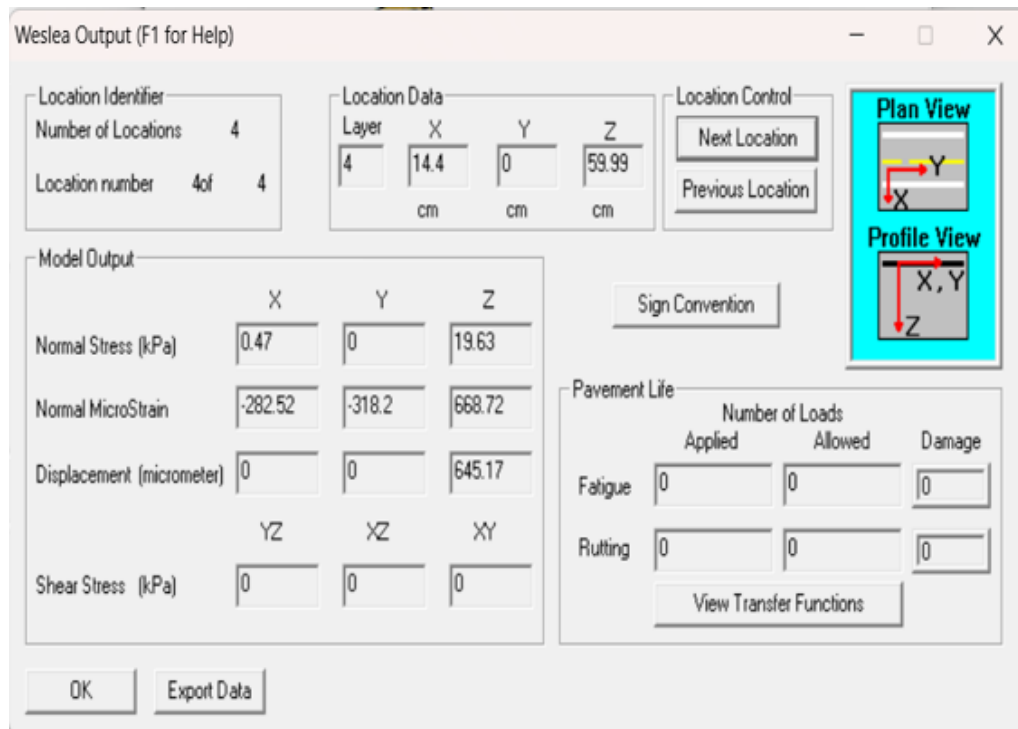 Weslea Output (F1 for Help)
Location Identifier
Number of Locations 4
Location number 4of 4
Location Data
Layer X Y Z
4 14.4 0 59.99
cm cm cm
Location Control
Next Location
Previous Location
Plan View
Y
X
Profile View
X, Y
Z
Model Output
X Y Z
Normal Stress (kPa) 0.47 0 19.63
Normal MicroStrain -282.52 -318.2 668.72
Displacement (micrometer) 0 0 645.17
YZ XZ XY
Shear Stress (kPa) 0 0 0
Sign Convention
Pavement Life
Number of Loads
Applied Allowed Damage
Fatigue 0 0 0
Rutting 0 0 0
View Transfer Functions
OK Export Data